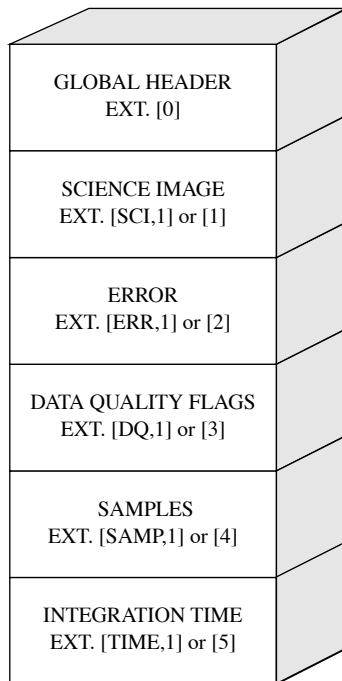 GLOBAL HEADER
EXT. [0]
SCIENCE IMAGE
EXT. [SCI,1] or [1]
ERROR
EXT. [ERR,1] or [2]
DATA QUALITY FLAGS
EXT. [DQ,1] or [3]
SAMPLES
EXT. [SAMP,1] or [4]
INTEGRATION TIME
EXT. [TIME,1] or [5]